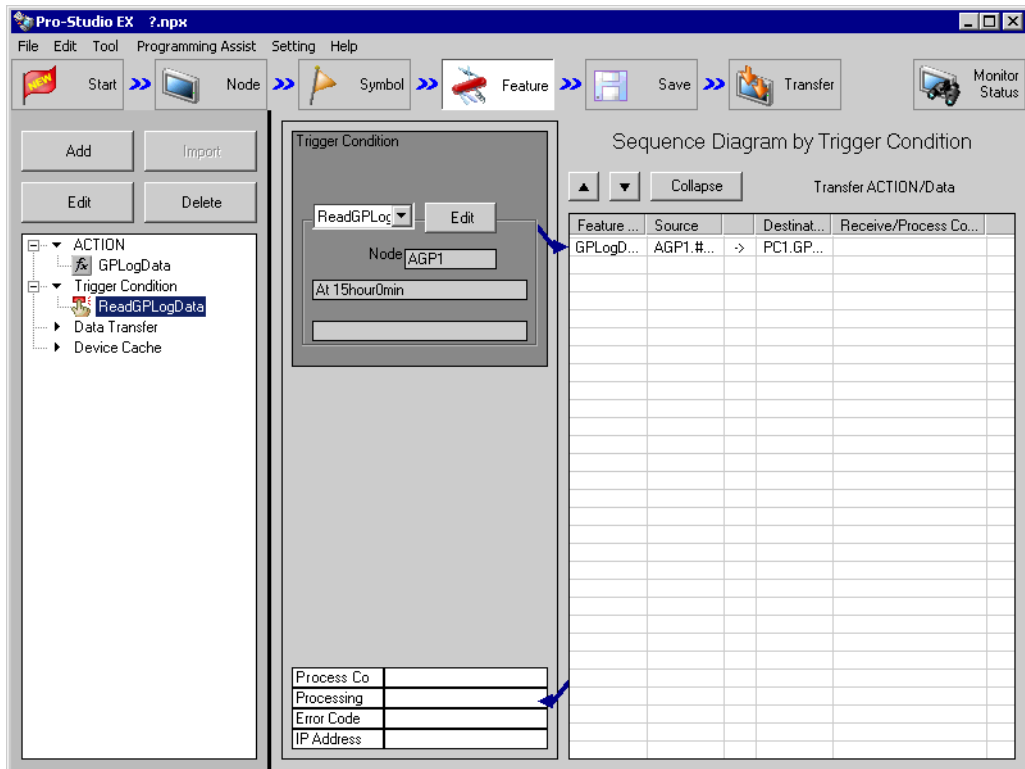 Pro-Studio EX ?.npx
File Edit Tool Programming Assist Setting Help
NEW Start Node Symbol Feature Save Transfer Monitor Status
Add Import
Edit Delete
ACTION
fx GPLogData
Trigger Condition
ReadGPLogData
Data Transfer
Device Cache
Trigger Condition
ReadGPLog Edit
Node AGP1
At 15hour0min
Process Co
Processing
Error Code
IP Address
Sequence Diagram by Trigger Condition
Collapse Transfer ACTION/Data
Feature ... Source Destinat... Receive/Process Co...
GPLogD... AGP1.#... -> PC1.GP...